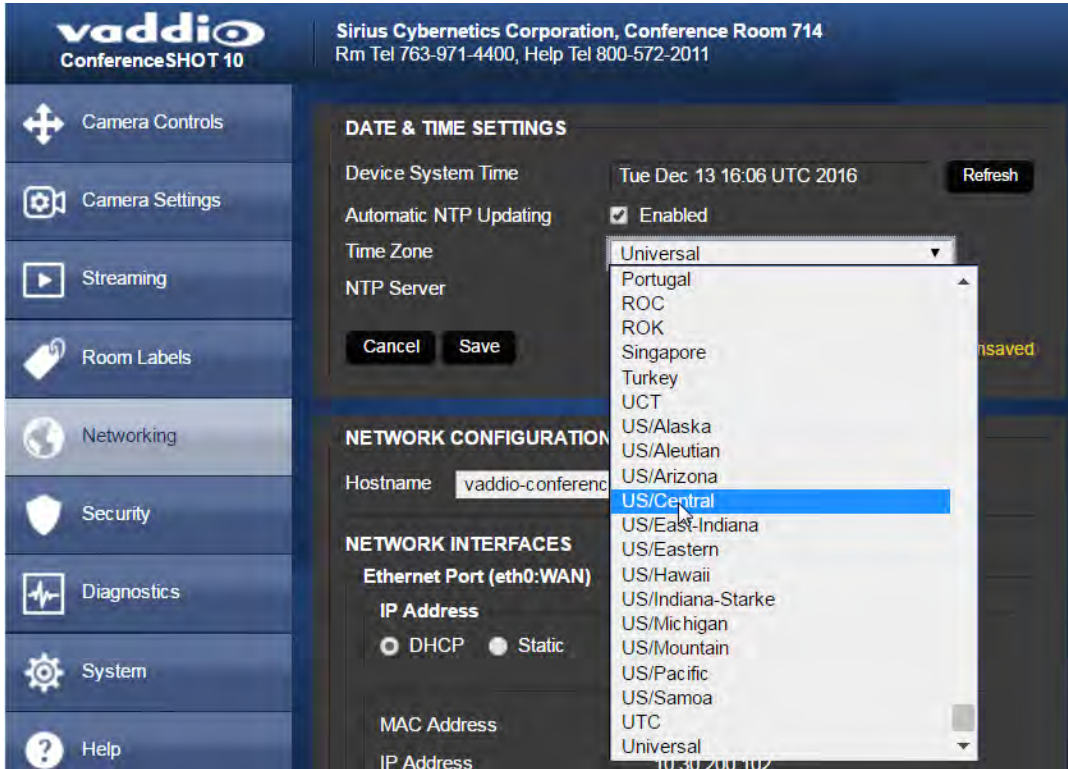 vaddio
ConferenceSHOT 10
Sirius Cybernetics Corporation, Conference Room 714
Rm Tel 763-971-4400, Help Tel 800-572-2011
Camera Controls
Camera Settings
Streaming
Room Labels
Networking
Security
Diagnostics
System
Help
DATE & TIME SETTINGS
Device System Time Tue Dec 13 16:06 UTC 2016 Refresh
Automatic NTP Updating Enabled
Time Zone Universal
NTP Server
Cancel Save nsaved
Portugal
ROC
ROK
Singapore
Turkey
UCT
US/Alaska
US/Aleutian
US/Arizona
US/Central
US/East-Indiana
US/Eastern
US/Hawaii
US/Indiana-Starke
US/Michigan
US/Mountain
US/Pacific
US/Samoa
UTC
Universal
NETWORK CONFIGURATION
Hostname vaddio-conferenc
NETWORK INTERFACES
Ethernet Port (eth0:WAN)
IP Address
DHCP Static
MAC Address
IP Address 10.30.200.102